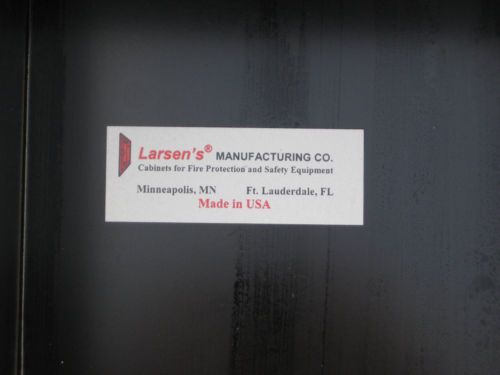 Larsen's® MANUFACTURING CO.
Cabinets for Fire Protection and Safety Equipment
Minneapolis, MN Ft. Lauderdale, FL
Made in USA